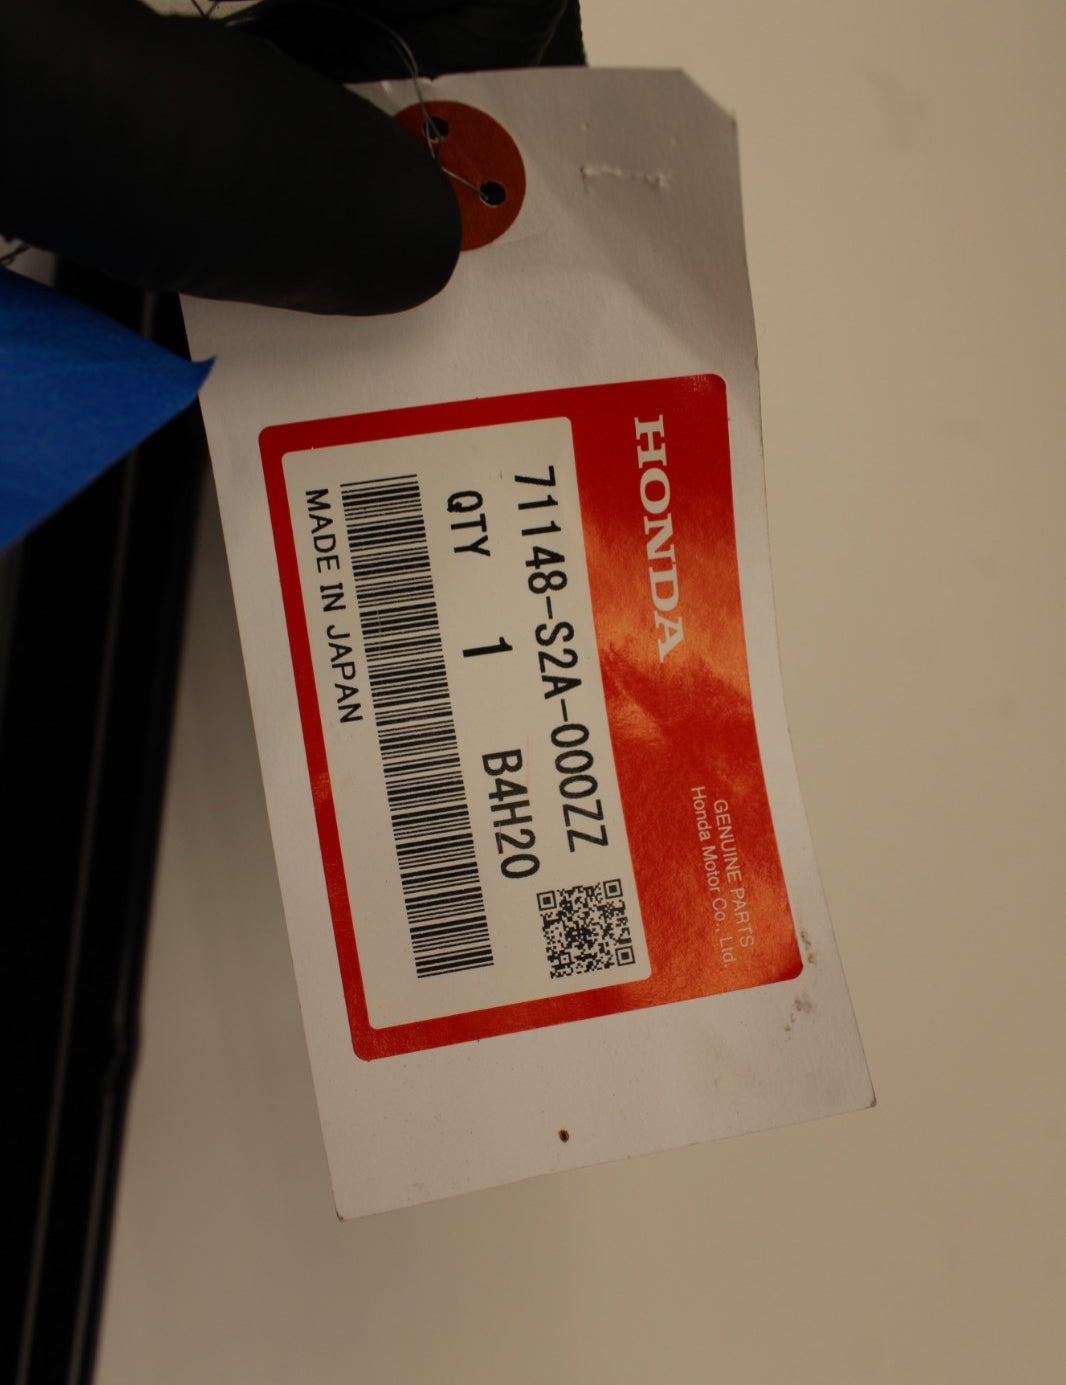 HONDA
GENUINE PARTS
Honda Motor Co., Ltd.
71148-S2A-000ZZ
QTY 1 B4H20
MADE IN JAPAN